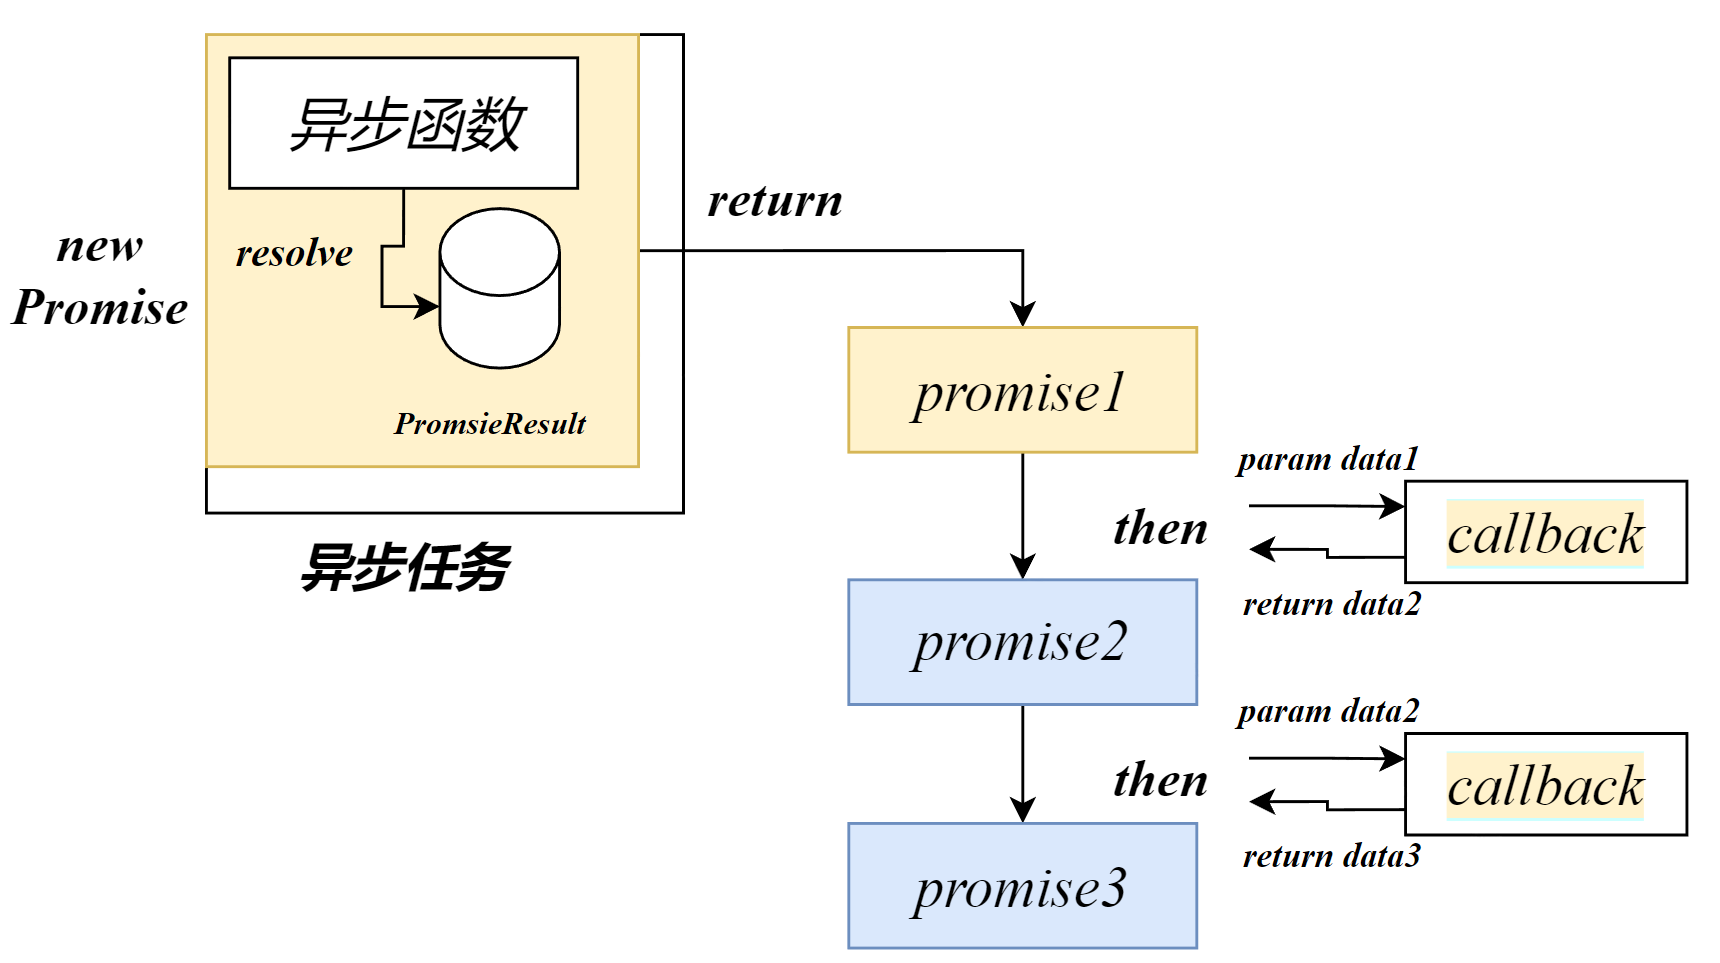 异步函数
new
Promise
resolve
PromsieResult
异步任务
return
promise1
then
param data1
callback
return data2
promise2
then
param data2
callback
return data3
promise3